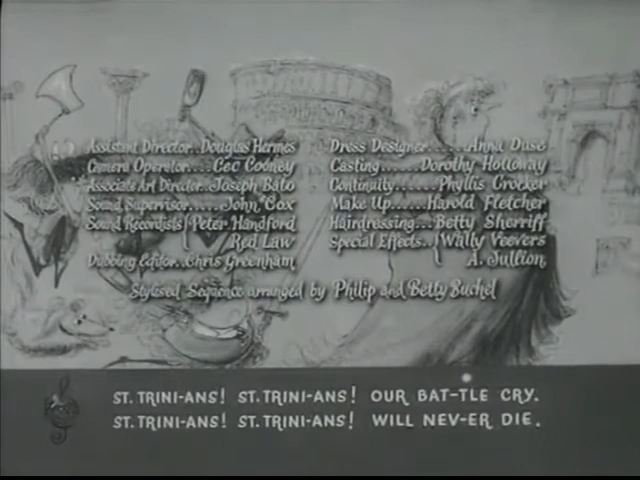 Assistant Director..Douglas Hermes
Camera Operator....Cec Cooney
Associate Art Director..Joseph Bato
Sound Supervisor.....John Cox
Sound Recordists {Peter Handford
Red Law
Dubbing Editor..Chris Greenham
Dress Designer......Anna Duse
Casting......Dorothy Holloway
Continuity......Phyllis Crocker
Make Up......Harold Fletcher
Hairdressing...Betty Sherriff
Special Effects..{Wally Veevers
A. Jullion
Stylised Sequence arranged by Philip and Betty Buchel
ST. TRINI-ANS! ST. TRINI-ANS! OUR BAT-TLE CRY.
ST. TRINI-ANS! ST. TRINI-ANS! WILL NEV-ER DIE.